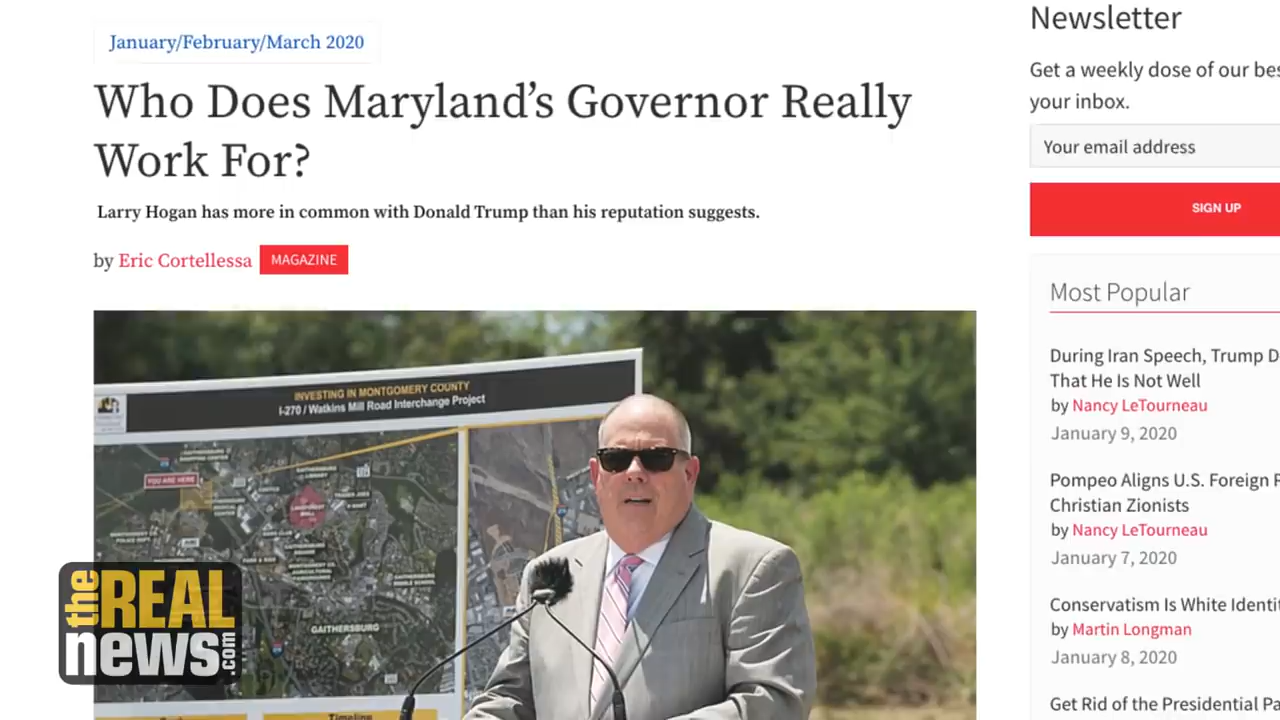 January/February/March 2020
Who Does Maryland’s Governor Really
Work For?
Larry Hogan has more in common with Donald Trump than his reputation suggests.
by Eric Cortellessa MAGAZINE
INVESTING IN MONTGOMERY COUNTY
I-270 / Watkins Mill Road Interchange Project
YOU ARE HERE
GAITHERSBURG
Timeline
the REAL
news.com
Newsletter
Get a weekly dose of our
your inbox.
Your email address
SIGN UP
Most Popular
During Iran Speech, Trump
That He Is Not Well
by Nancy LeTourneau
January 9, 2020
Pompeo Aligns U.S. Foreign
Christian Zionists
by Nancy LeTourneau
January 7, 2020
Conservatism Is White
by Martin Longman
January 8, 2020
Get Rid of the Presidential